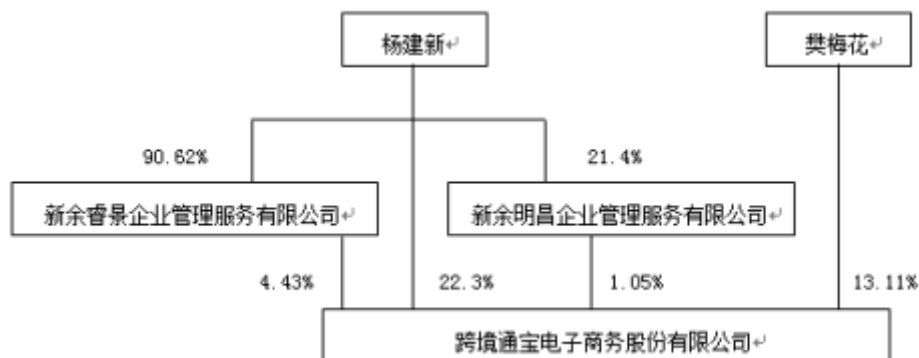 杨建新
樊梅花
90.62%
21.4%
新余睿景企业管理服务有限公司
新余明昌企业管理服务有限公司
4.43%
22.3%
1.05%
13.11%
跨境通宝电子商务股份有限公司